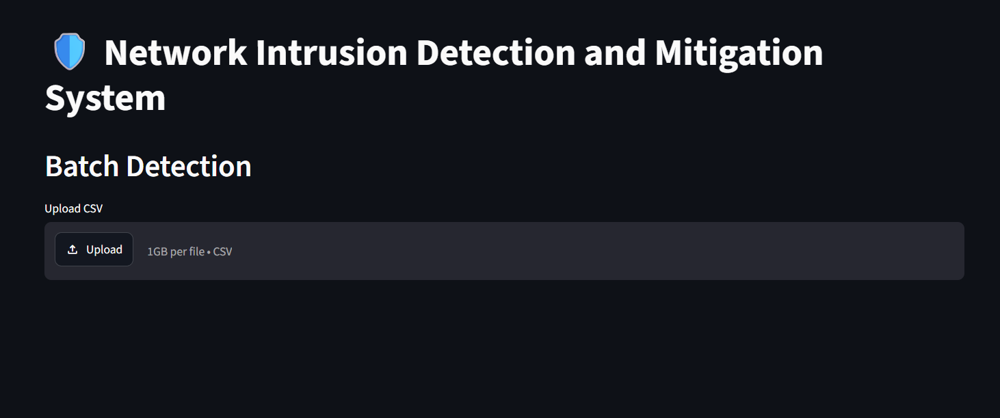 Network Intrusion Detection and Mitigation
System
Batch Detection
Upload CSV
Upload
1GB per file • CSV